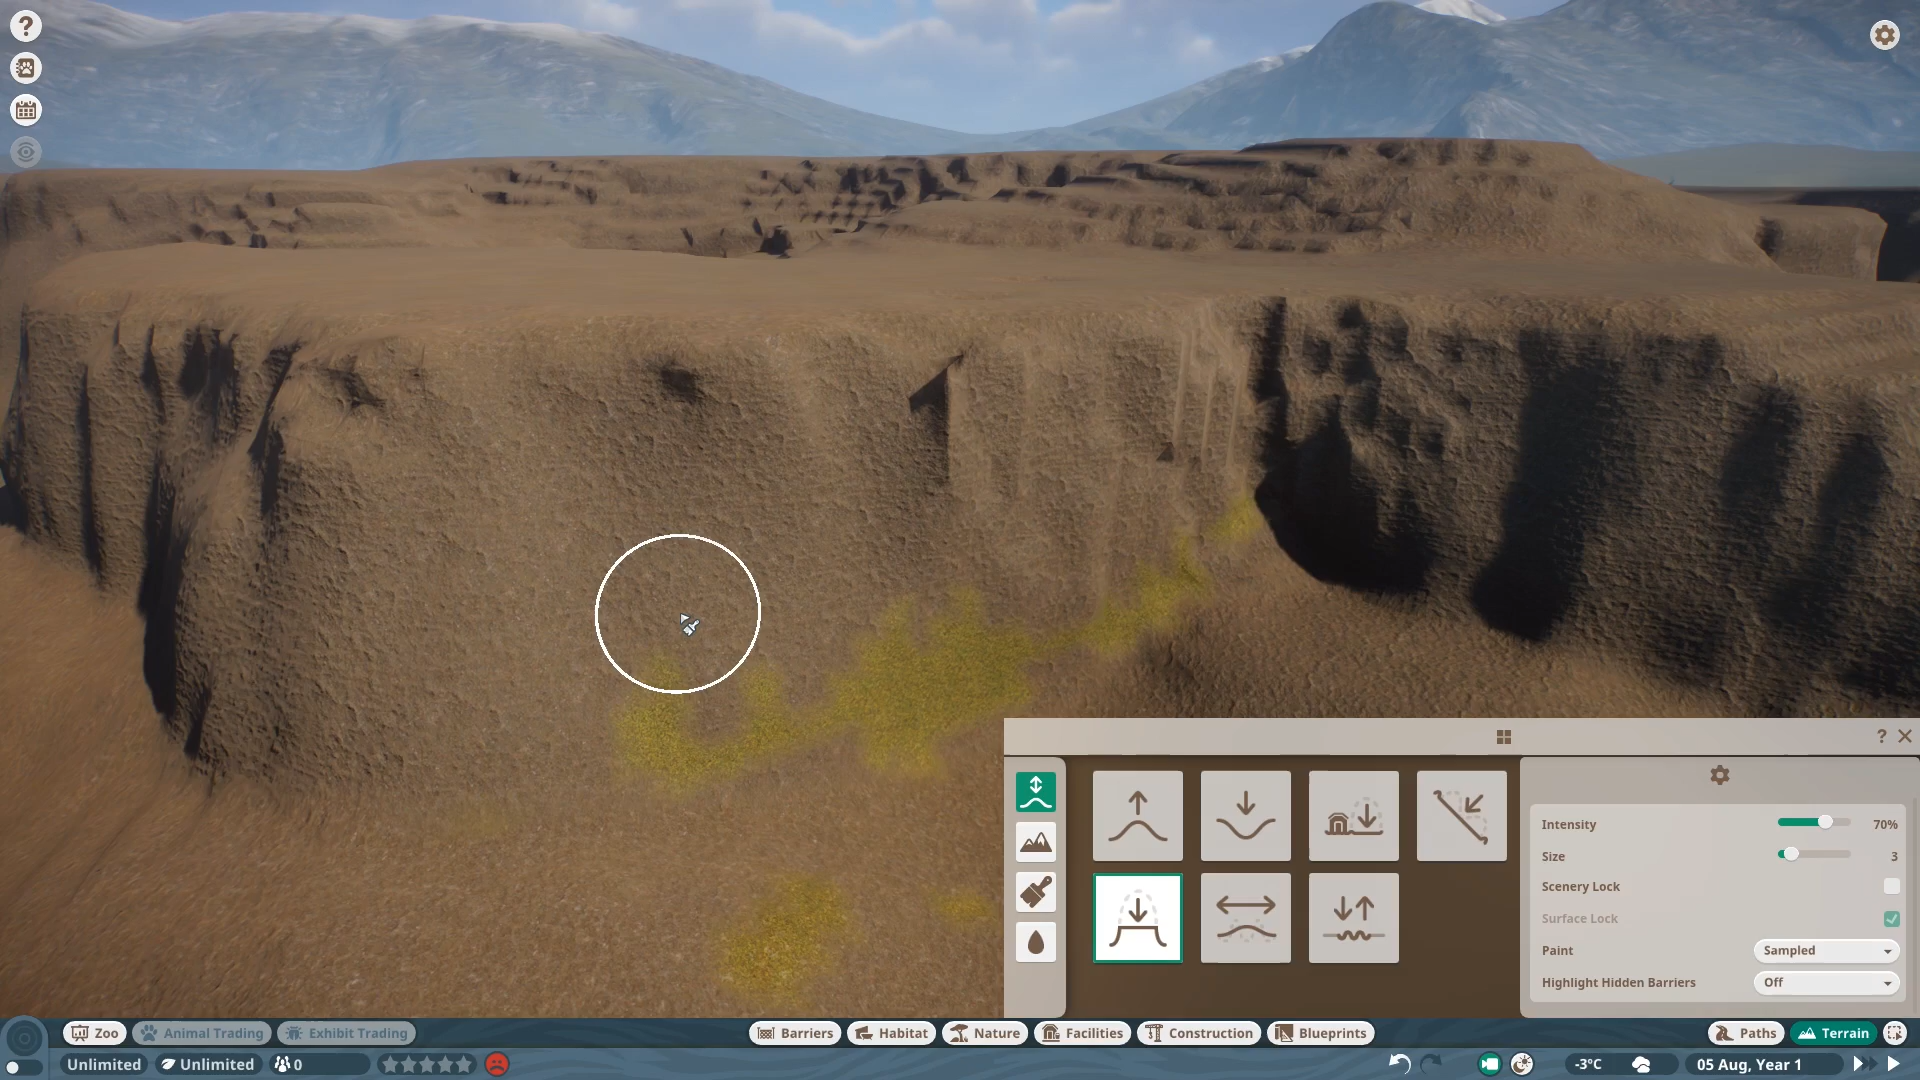 ?
? ×
Intensity 70%
Size 3
Scenery Lock
Surface Lock
Paint Sampled
Highlight Hidden Barriers Off
Zoo Animal Trading Exhibit Trading Barriers Habitat Nature Facilities Construction Blueprints Paths Terrain
Unlimited Unlimited 0 -3°C 05 Aug, Year 1